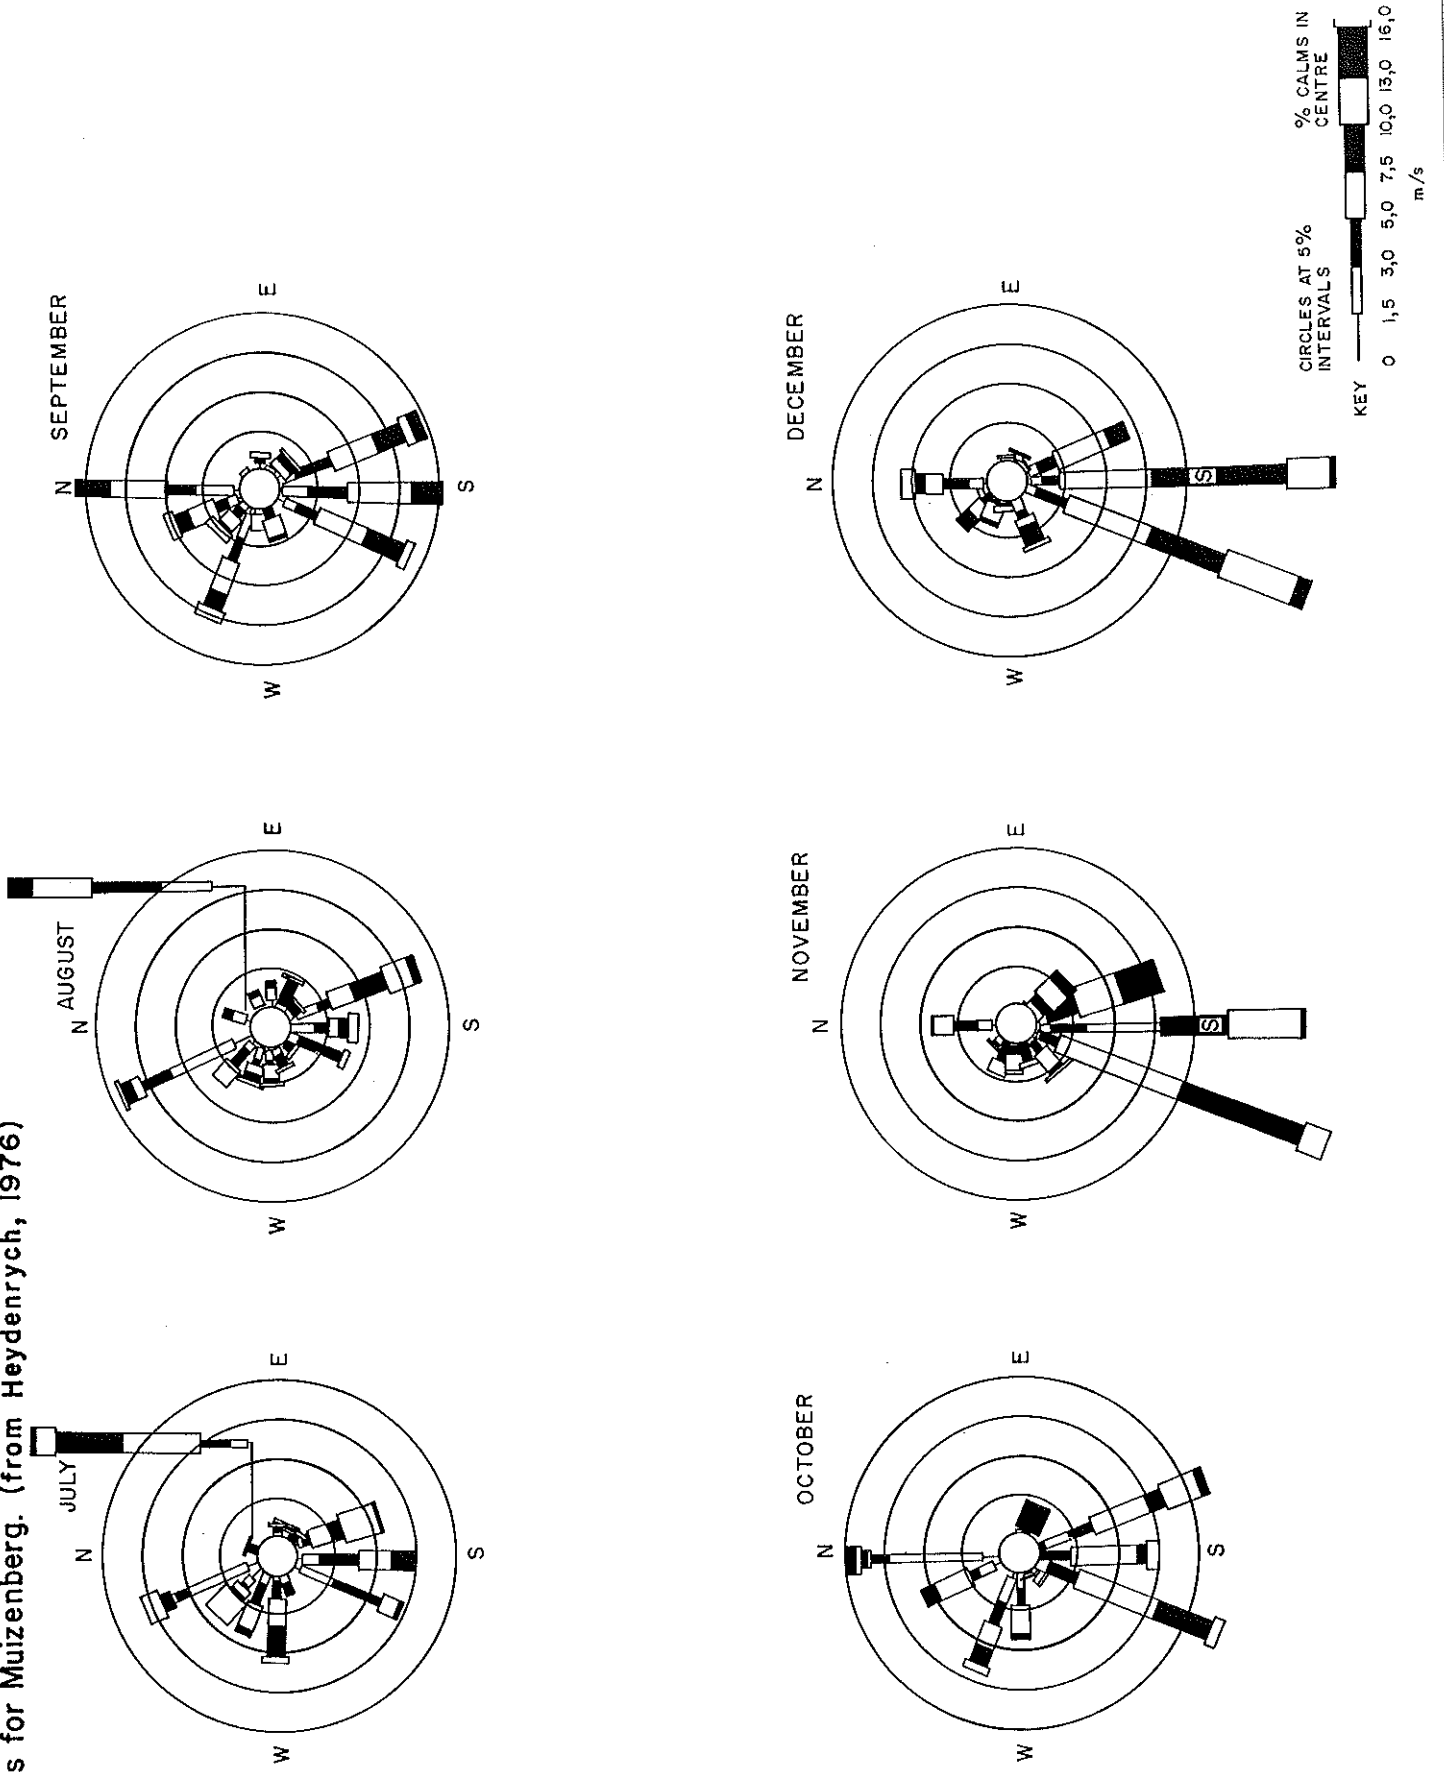 s for Muizenberg. (from Heydenrych, 1976)
JULY
N
E
S
W
AUGUST
N
E
S
W
SEPTEMBER
N
E
S
W
OCTOBER
N
E
S
W
NOVEMBER
N
E
S
W
DECEMBER
N
E
S
W
CIRCLES AT 5%
INTERVALS
% CALMS IN
CENTRE
KEY
0 1,5 3,0 5,0 7,5 10,0 13,0 16,0
m/s